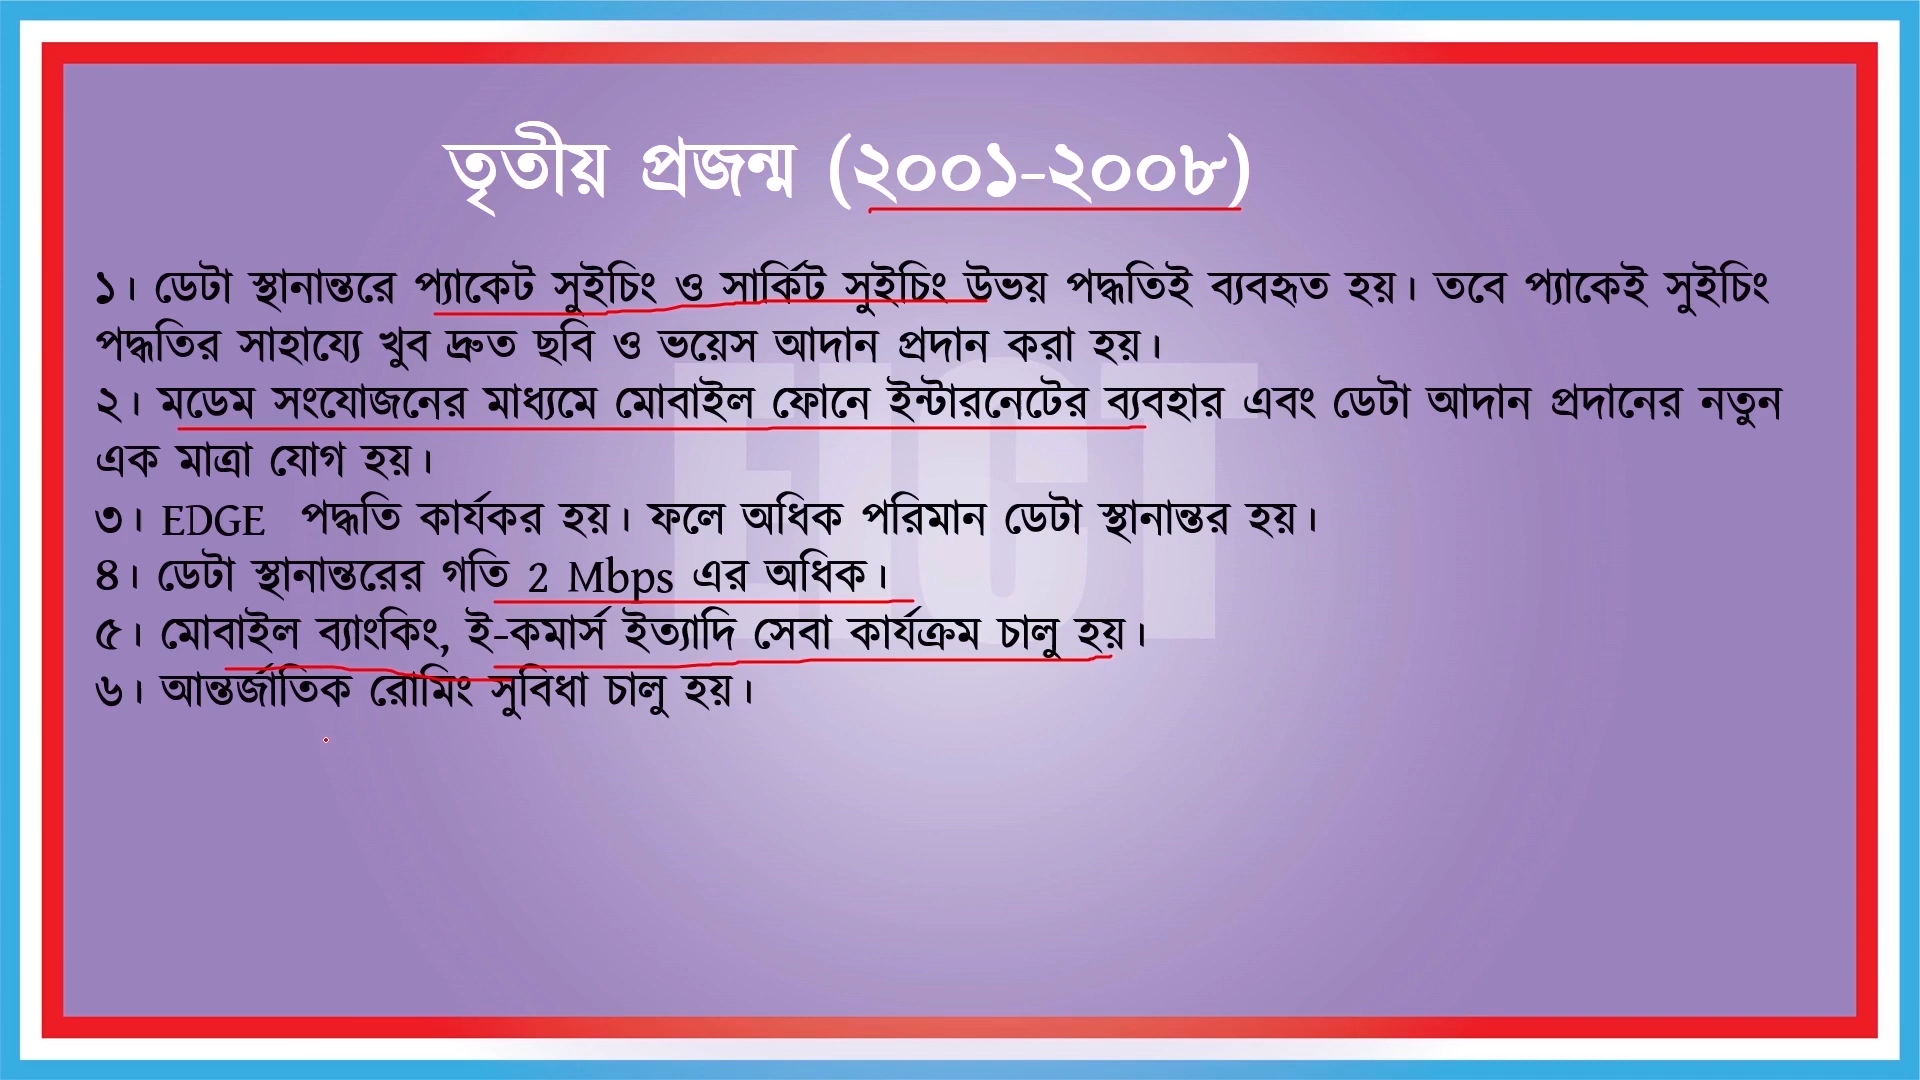 তৃতীয় প্রজন্ম (২০০১-২০০৮)
১। ডেটা স্থানান্তরে প্যাকেট সুইচিং ও সার্কিট সুইচিং উভয় পদ্ধতিই ব্যবহৃত হয়। তবে প্যাকেই সুইচিং
পদ্ধতির সাহায্যে খুব দ্রুত ছবি ও ভয়েস আদান প্রদান করা হয়।
২। মডেম সংযোজনের মাধ্যমে মোবাইল ফোনে ইন্টারনেটের ব্যবহার এবং ডেটা আদান প্রদানের নতুন
এক মাত্রা যোগ হয়।
৩। EDGE পদ্ধতি কার্যকর হয়। ফলে অধিক পরিমান ডেটা স্থানান্তর হয়।
৪। ডেটা স্থানান্তরের গতি 2 Mbps এর অধিক।
৫। মোবাইল ব্যাংকিং, ই-কমার্স ইত্যাদি সেবা কার্যক্রম চালু হয়।
৬। আন্তর্জাতিক রোমিং সুবিধা চালু হয়।